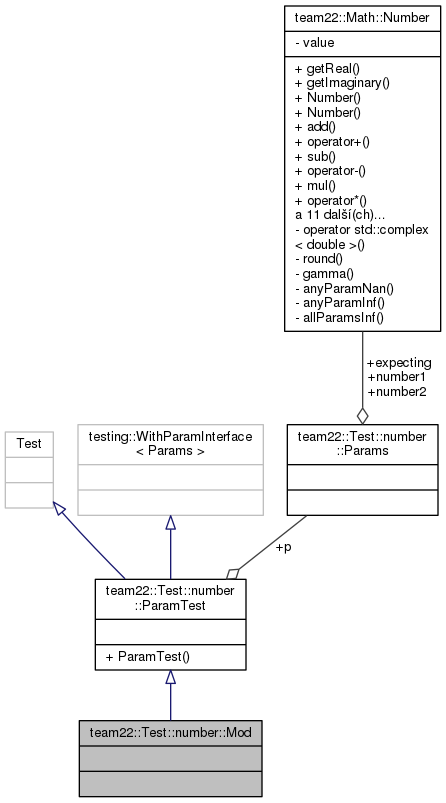 team22::Math::Number
- value
+ getReal()
+ getImaginary()
+ Number()
+ Number()
+ add()
+ operator+()
+ sub()
+ operator-()
+ mul()
+ operator*()
a 11 další(ch)...
- operator std::complex
< double >()
- round()
- gamma()
- anyParamNan()
- anyParamInf()
- allParamsInf()
+expecting
+number1
+number2
Test
testing::WithParamInterface
< Params >
team22::Test::number
::Params
+p
team22::Test::number
::ParamTest
+ ParamTest()
team22::Test::number::Mod